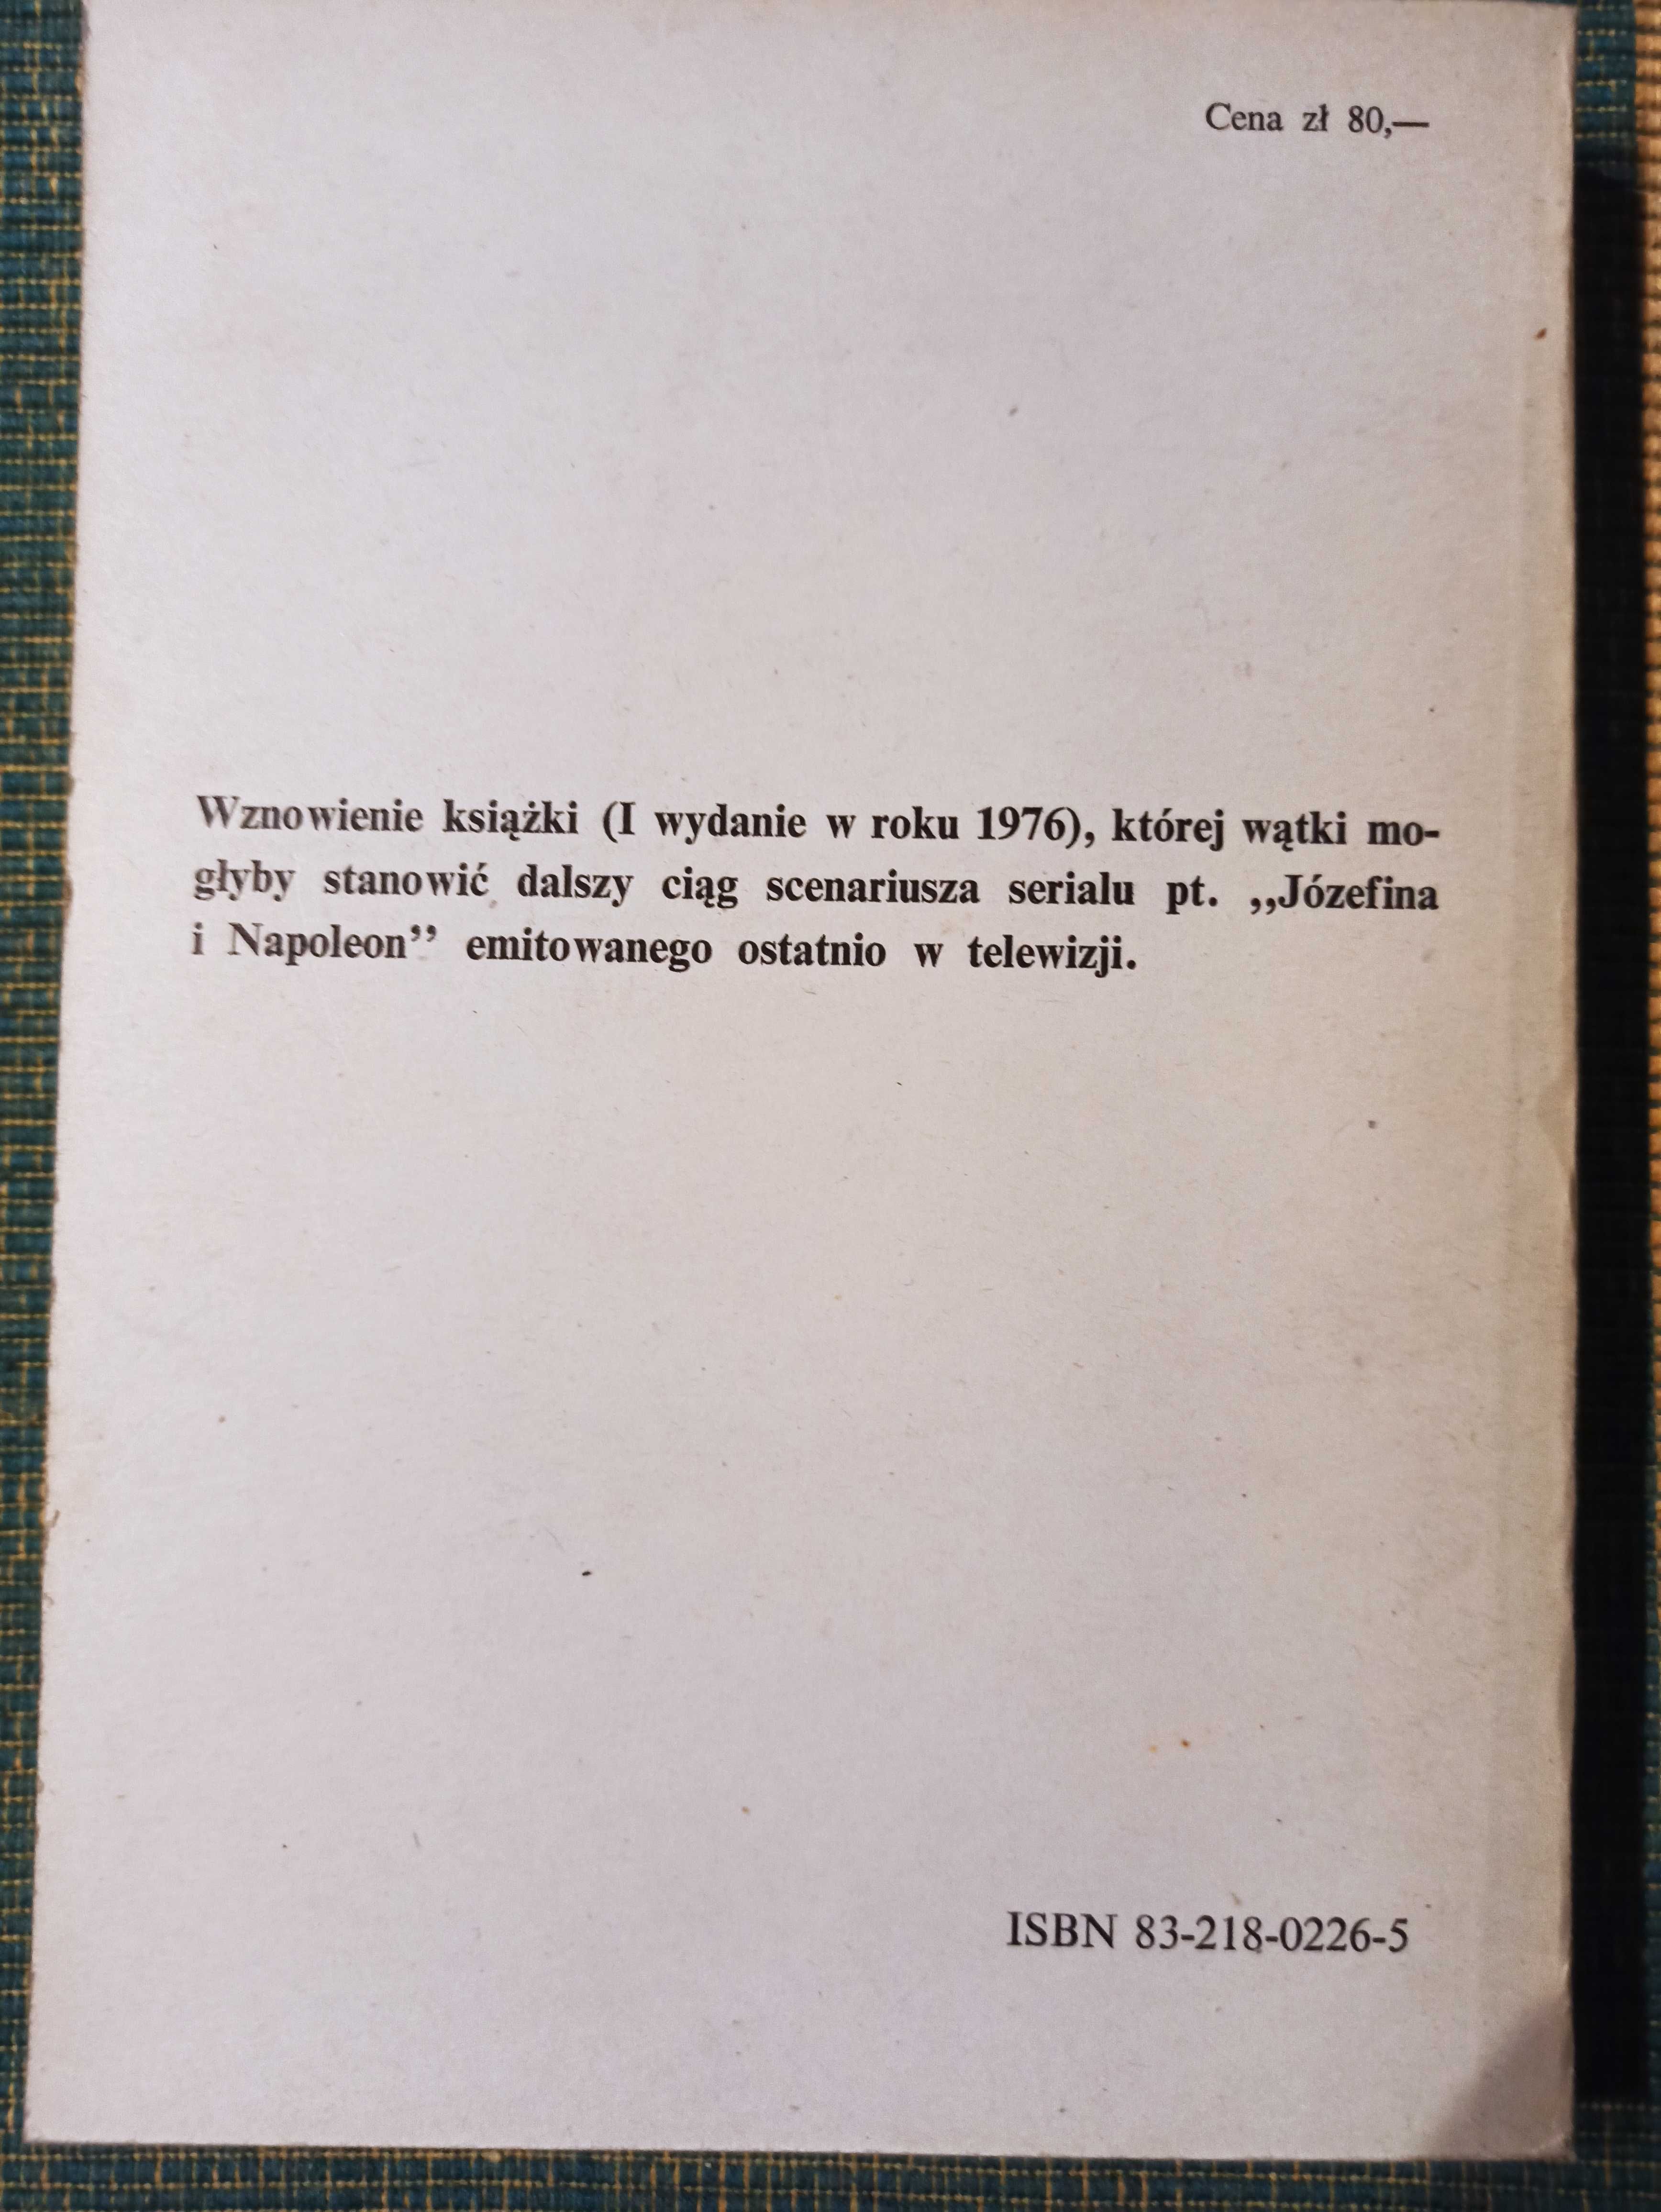 Cena zł 80,—
Wznowienie książki (I wydanie w roku 1976), której wątki mo-
głyby stanowić dalszy ciąg scenariusza serialu pt. ,,Józefina
i Napoleon” emitowanego ostatnio w telewizji.
ISBN 83-218-0226-5